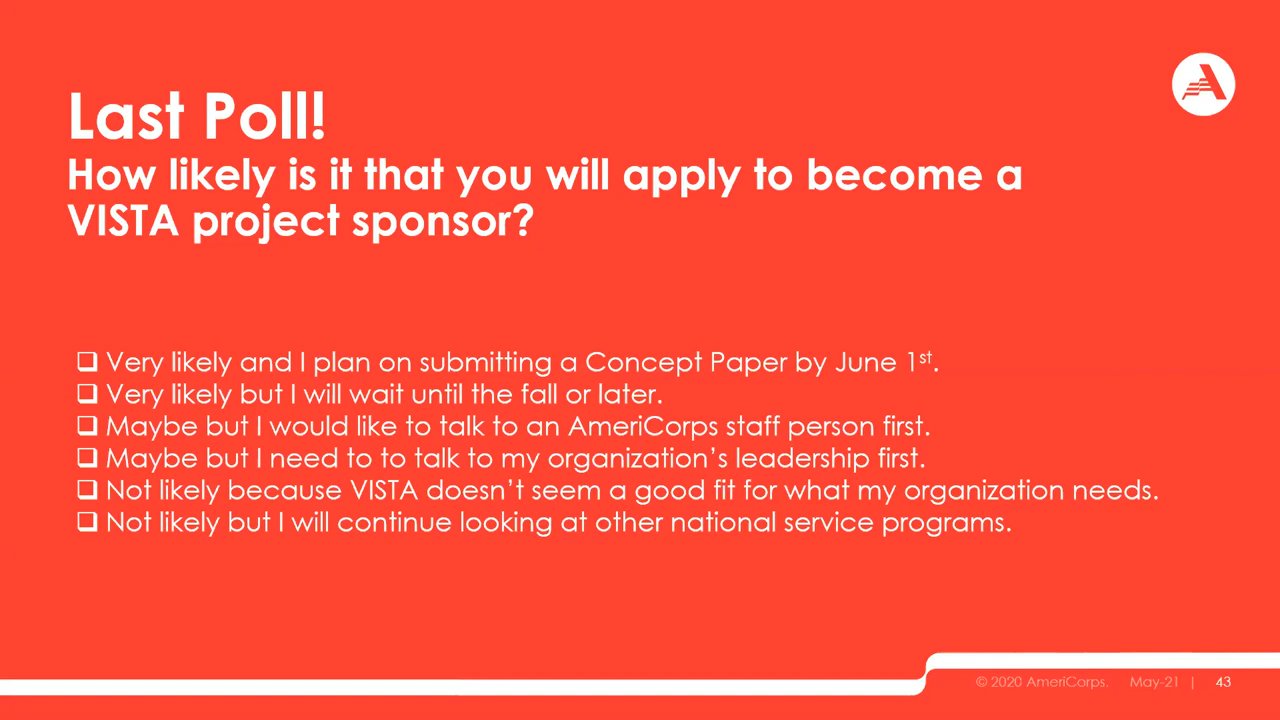 Last Poll!
How likely is it that you will apply to become a
VISTA project sponsor?
❑ Very likely and I plan on submitting a Concept Paper by June 1st.
❑ Very likely but I will wait until the fall or later.
❑ Maybe but I would like to talk to an AmeriCorps staff person first.
❑ Maybe but I need to to talk to my organization’s leadership first.
❑ Not likely because VISTA doesn’t seem a good fit for what my organization needs.
❑ Not likely but I will continue looking at other national service programs.
© 2020 AmeriCorps. May-21 | 43